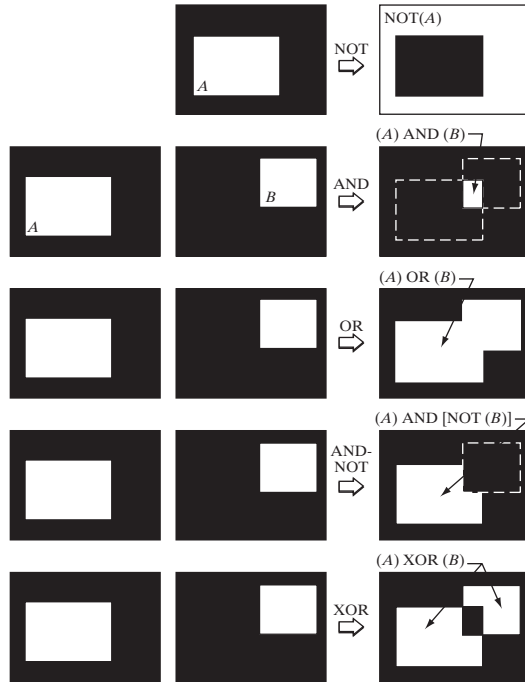 NOT
NOT(A)
A
(A) AND (B)
AND
B
A
(A) OR (B)
OR
(A) AND [NOT (B)]
AND-
NOT
(A) XOR (B)
XOR